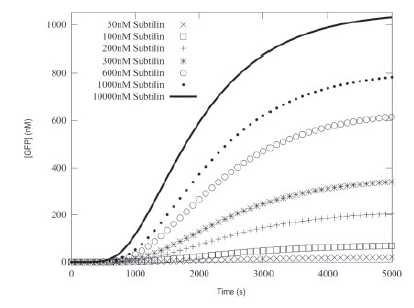 1000
800
600
400
200
0
[GFP] (nM)
50nM Subtilin
100nM Subtilin
200nM Subtilin
300nM Subtilin
600nM Subtilin
1000nM Subtilin
10000nM Subtilin
0 1000 2000 3000 4000 5000
Time (s)